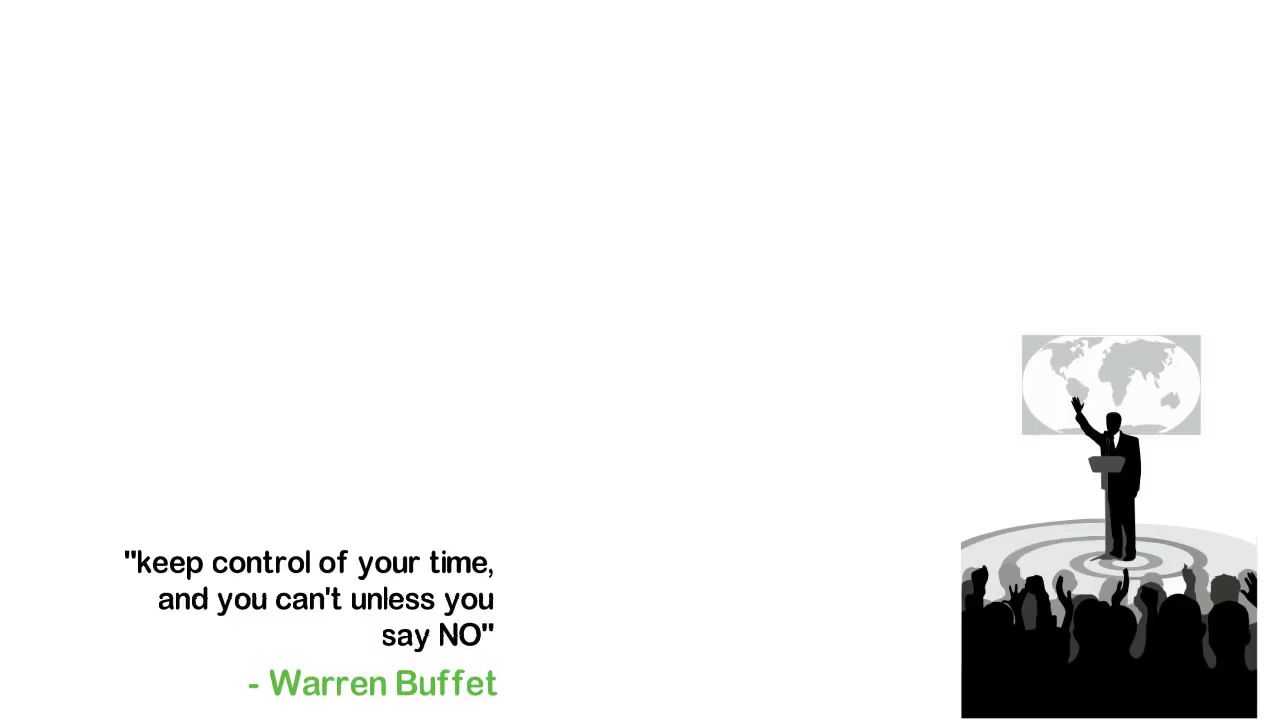 "keep control of your time,
and you can't unless you
say NO"
- Warren Buffet